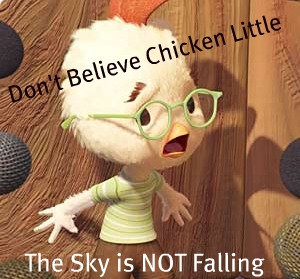 Don't Believe Chicken Little
The Sky is NOT Falling